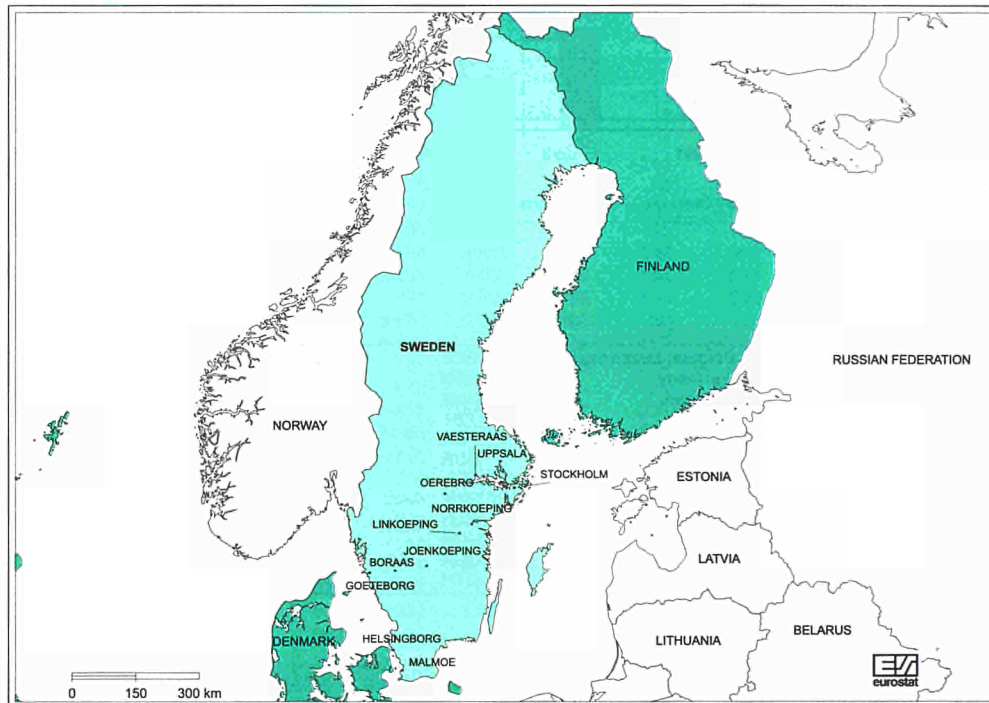 FINLAND
SWEDEN
RUSSIAN FEDERATION
NORWAY
VAESTERAAS
UPPSALA
STOCKHOLM
OEREBRO
ESTONIA
NORRKOEPING
LINKOEPING
JOENKOEPING
LATVIA
BORAAS
GOETEBORG
BELARUS
HELSINGBORG
DENMARK
LITHUANIA
MALMOE
0 150 300 km
eurostat